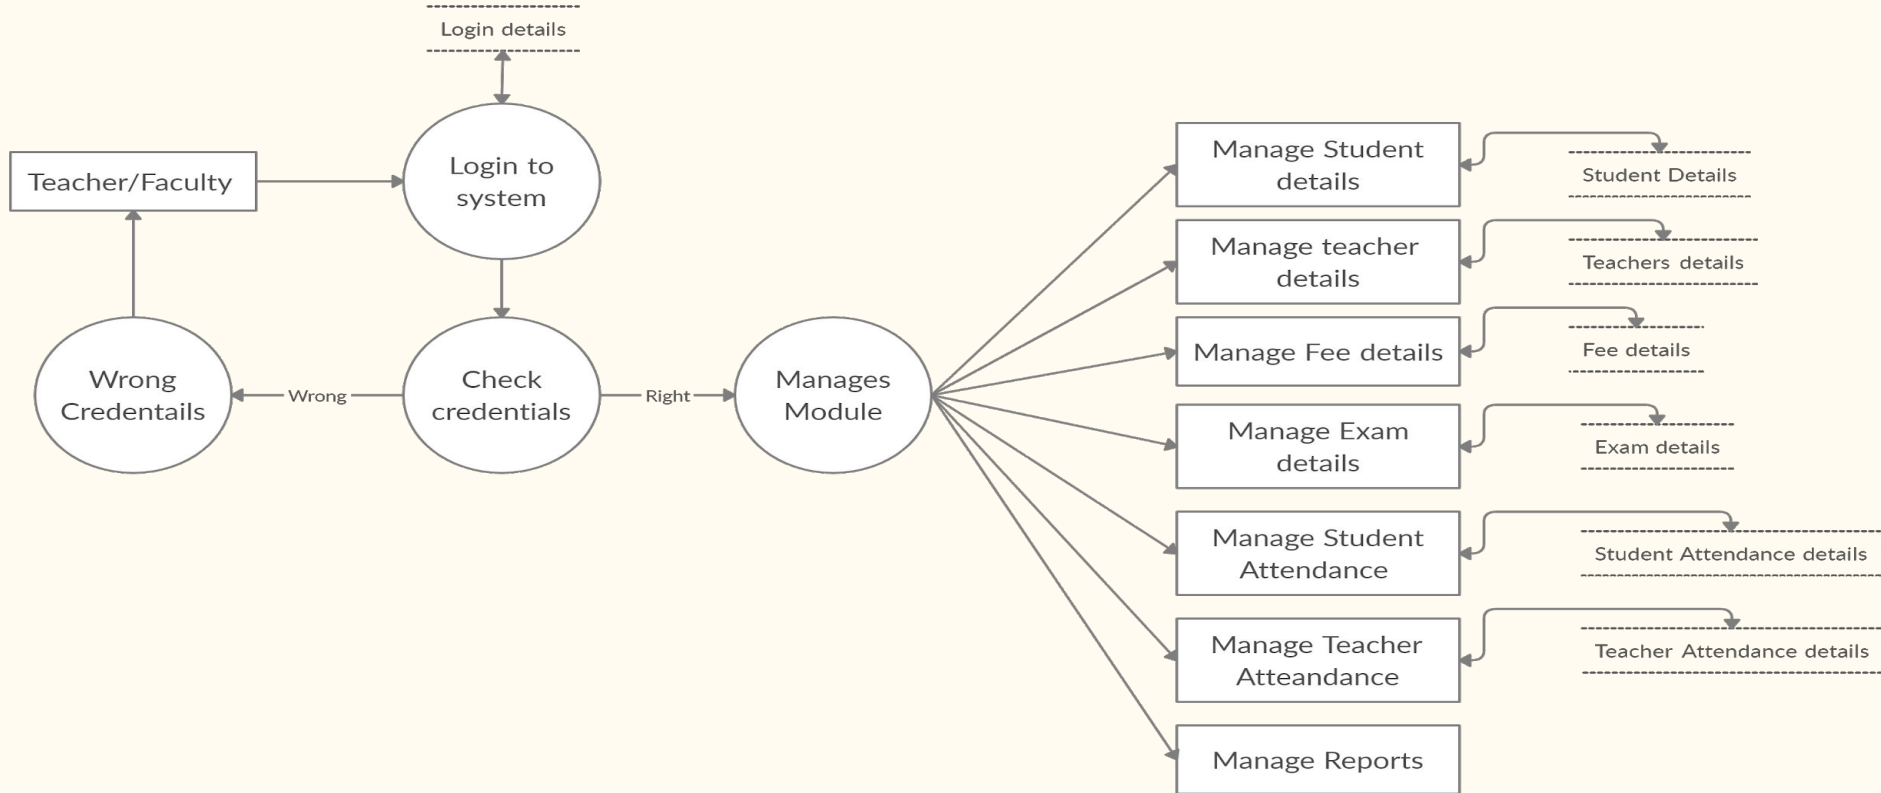 Login details
Login to
system
Teacher/Faculty
Wrong
Credentails
Wrong
Check
credentials
Right
Manages
Module
Manage Student
details
Student Details
Manage teacher
details
Teachers details
Manage Fee details
Fee details
Manage Exam
details
Exam details
Manage Student
Attendance
Student Attendance details
Manage Teacher
Atteandance
Teacher Attendance details
Manage Reports